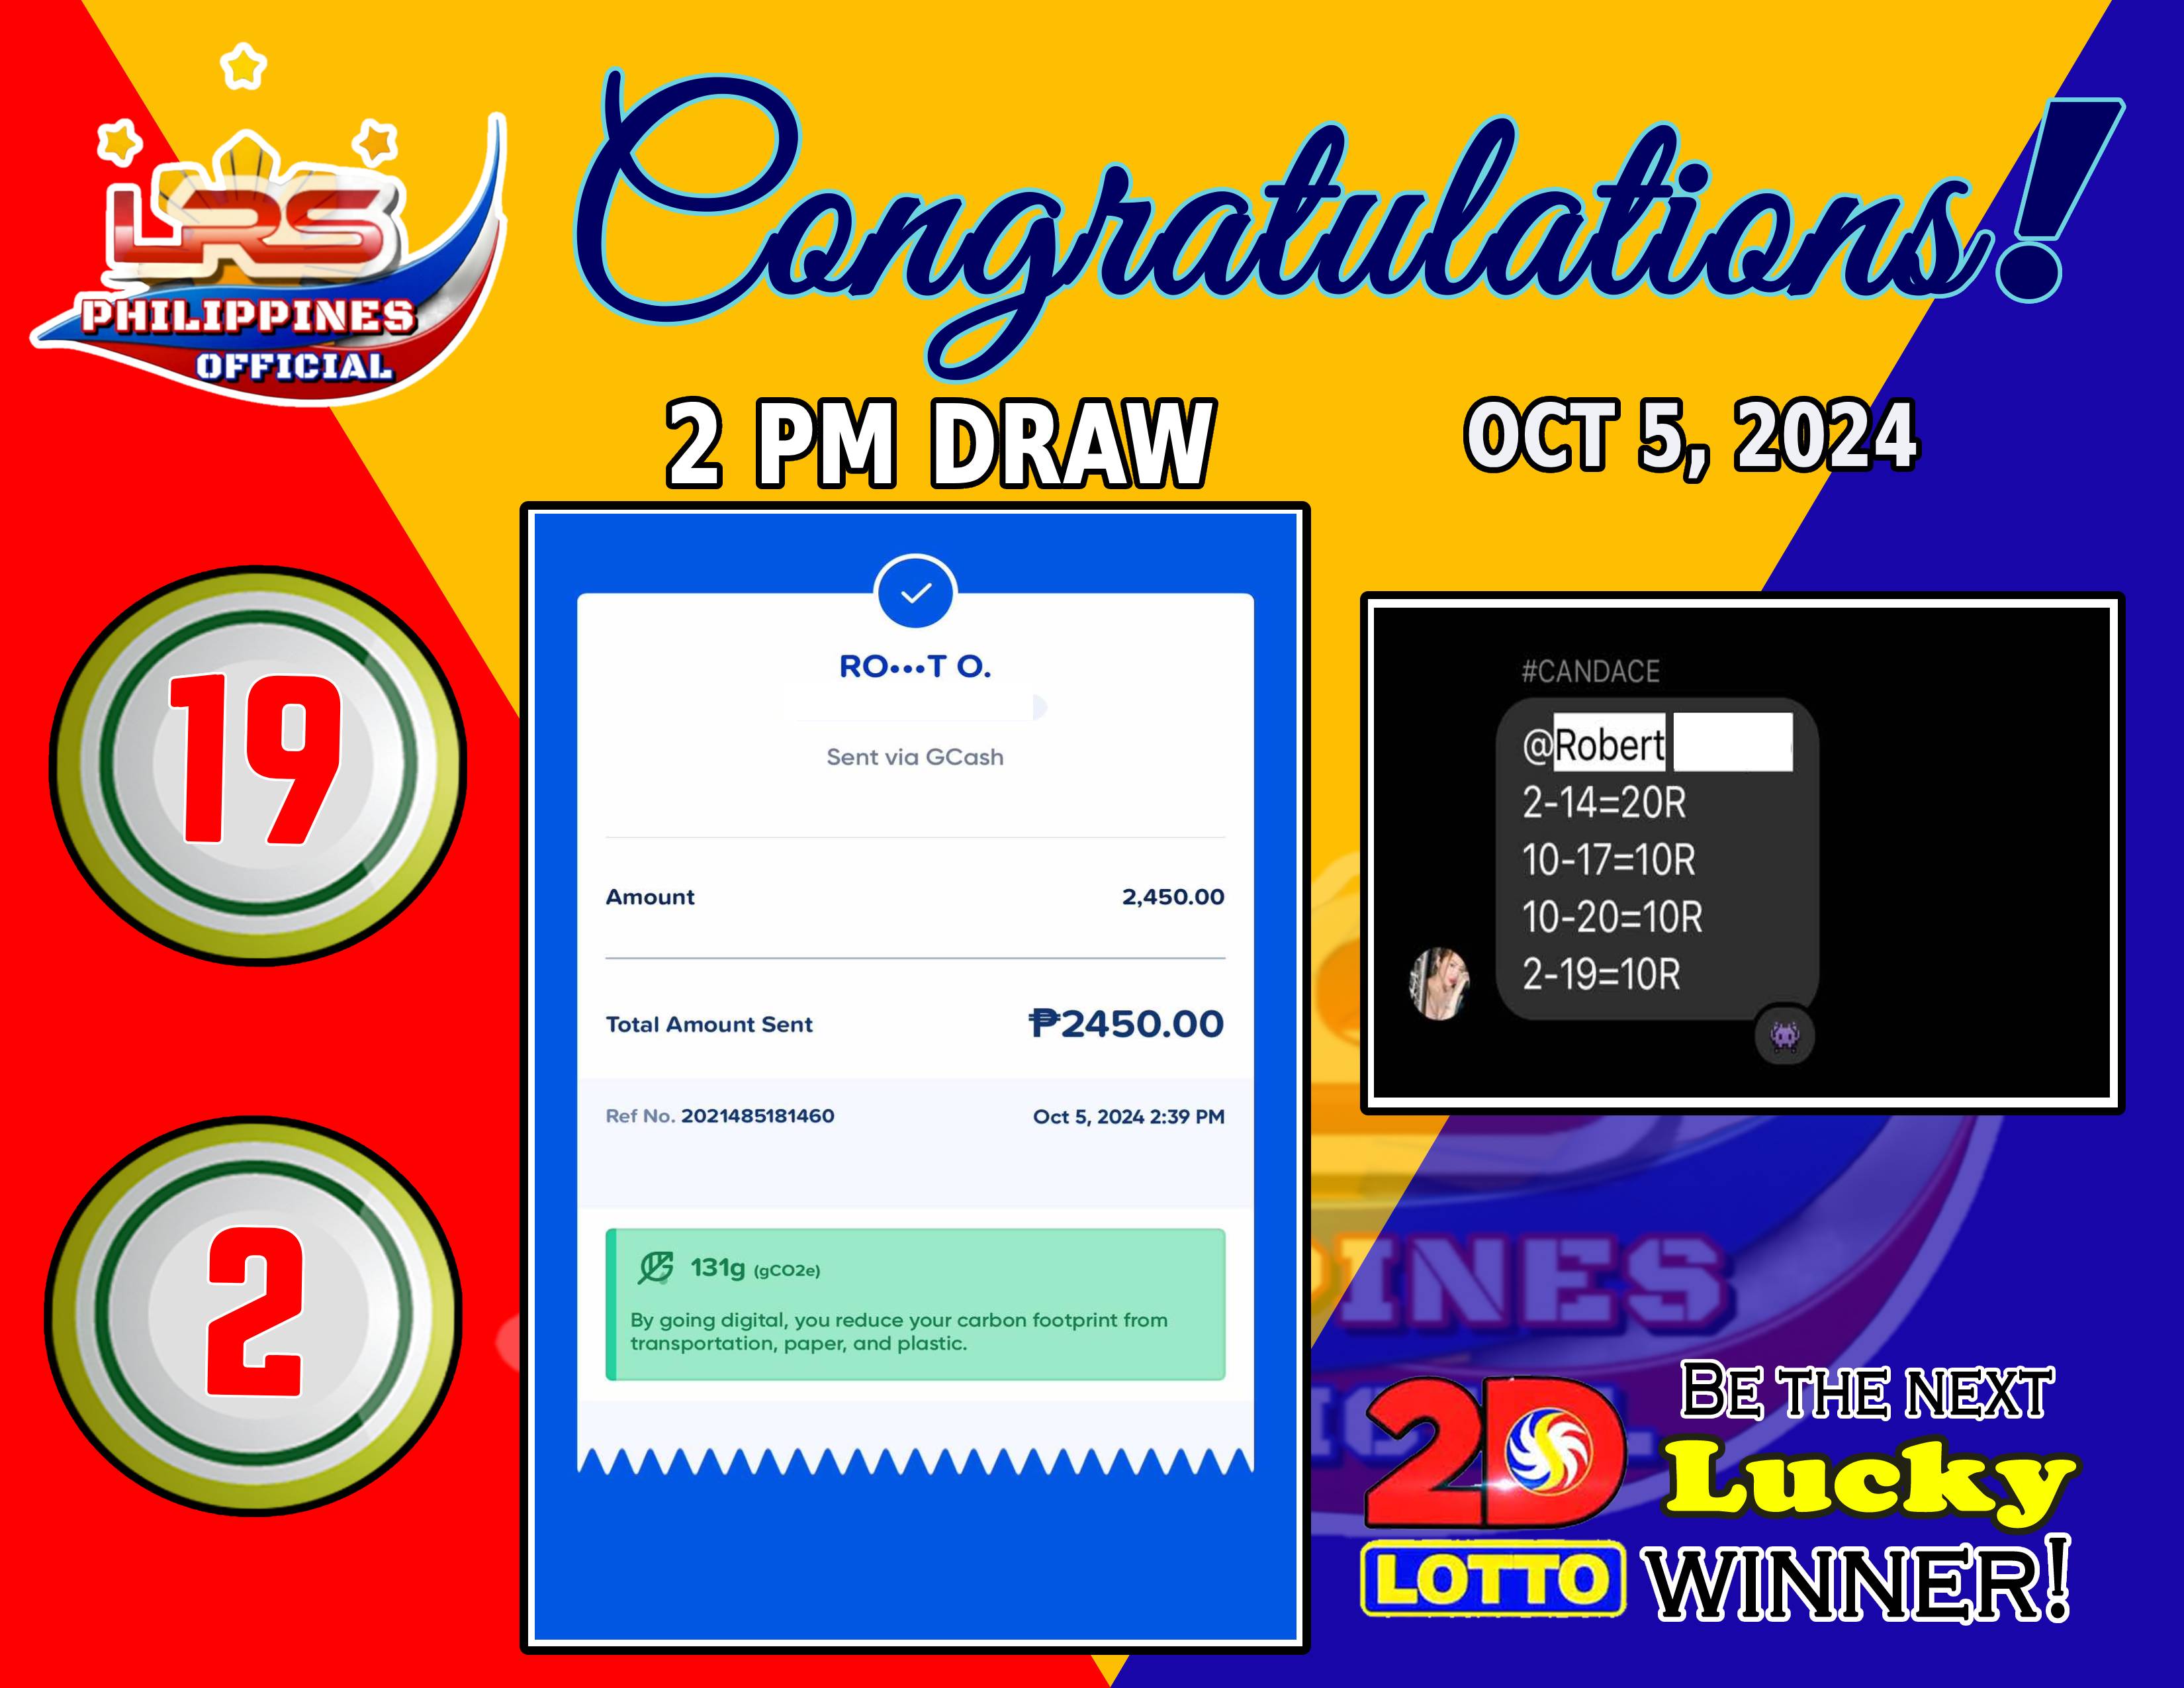 LRS
PHILIPPINES
OFFICIAL
Congratulations!
2 PM DRAW
OCT 5, 2024
19
2
RO•••T O.
Sent via GCash
Amount 2,450.00
Total Amount Sent ₱2450.00
Ref No. 2021485181460 Oct 5, 2024 2:39 PM
131g (gCO2e)
By going digital, you reduce your carbon footprint from
transportation, paper, and plastic.
#CANDACE
@Robert
2-14=20R
10-17=10R
10-20=10R
2-19=10R
PINES
2D
LOTTO
BE THE NEXT
Lucky
WINNER!